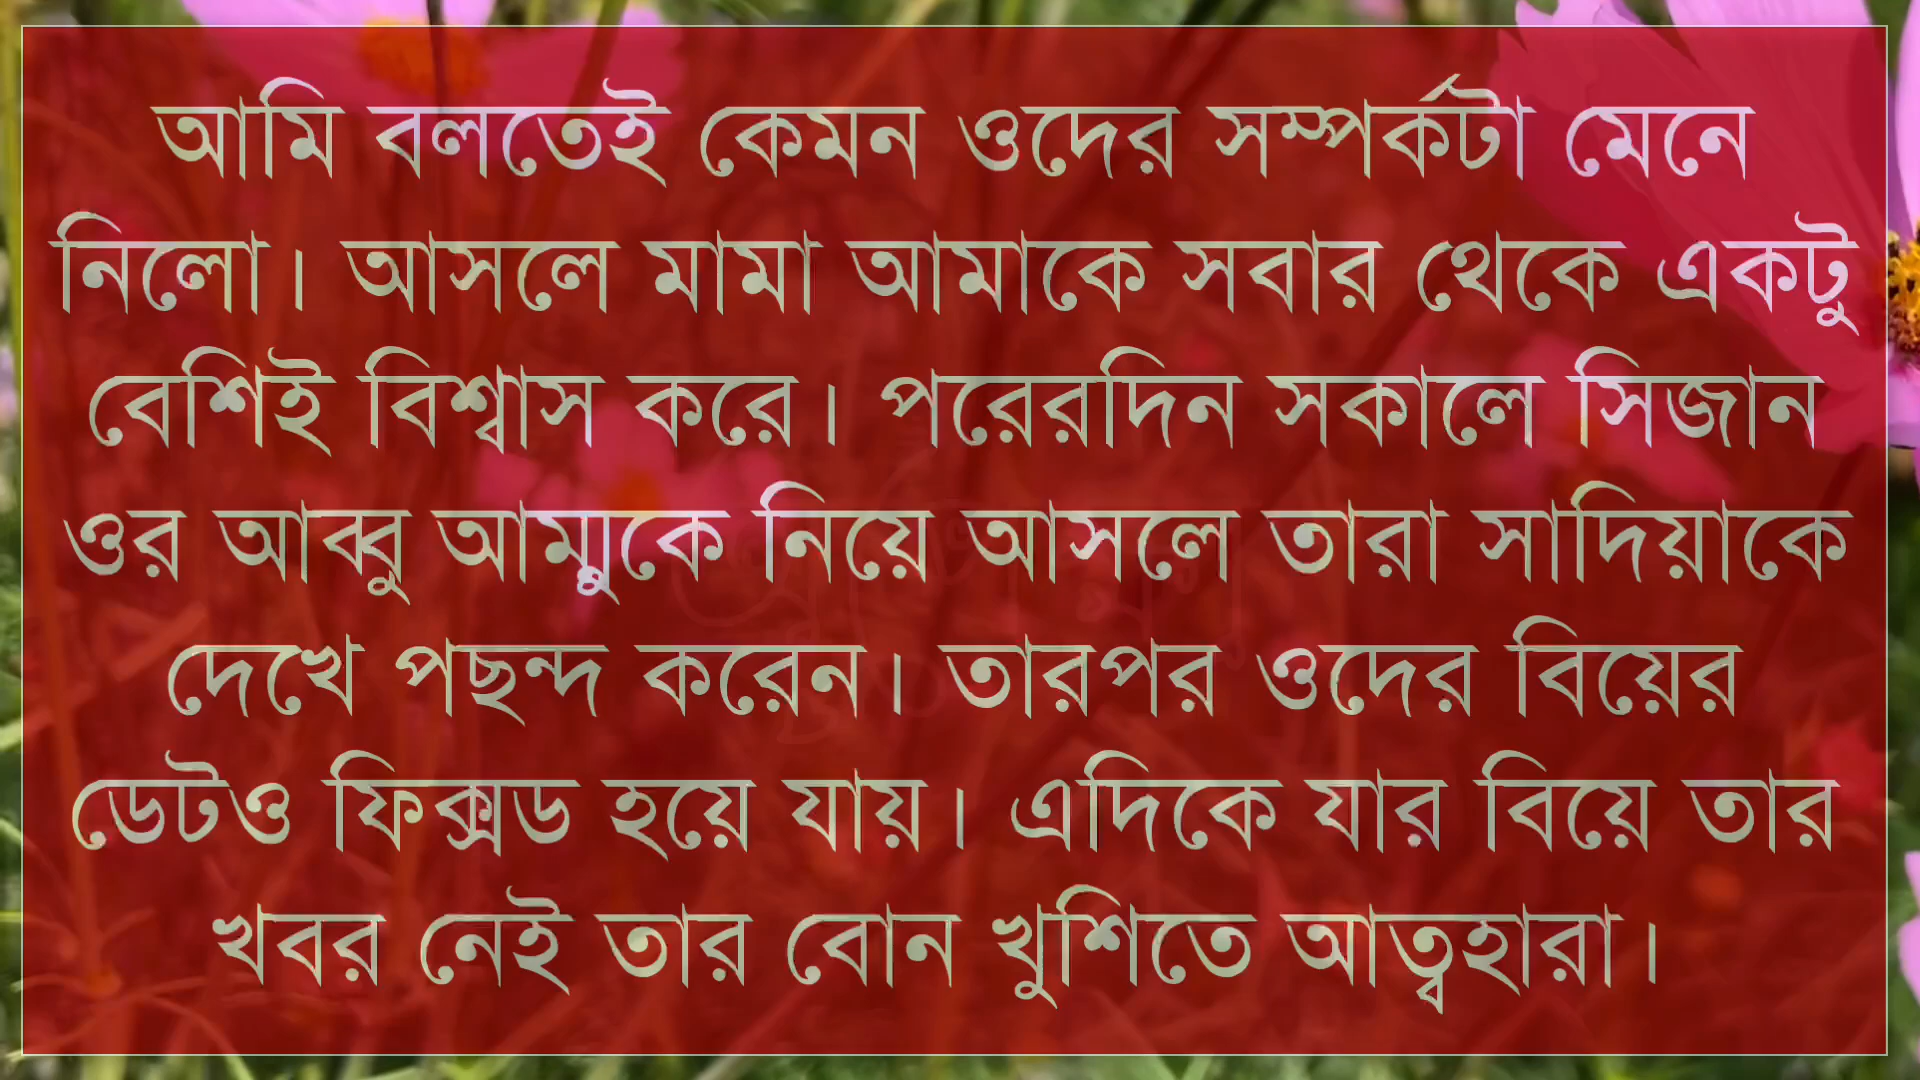 আমি বলতেই কেমন ওদের সম্পর্কটা মেনে
নিলো। আসলে মামা আমাকে সবার থেকে একটু
বেশিই বিশ্বাস করে। পরেরদিন সকালে সিজান
ওর আব্বু আম্মুকে নিয়ে আসলে তারা সাদিয়াকে
দেখে পছন্দ করেন। তারপর ওদের বিয়ের
ডেটও ফিক্সড হয়ে যায়। এদিকে যার বিয়ে তার
খবর নেই তার বোন খুশিতে আত্বহারা।